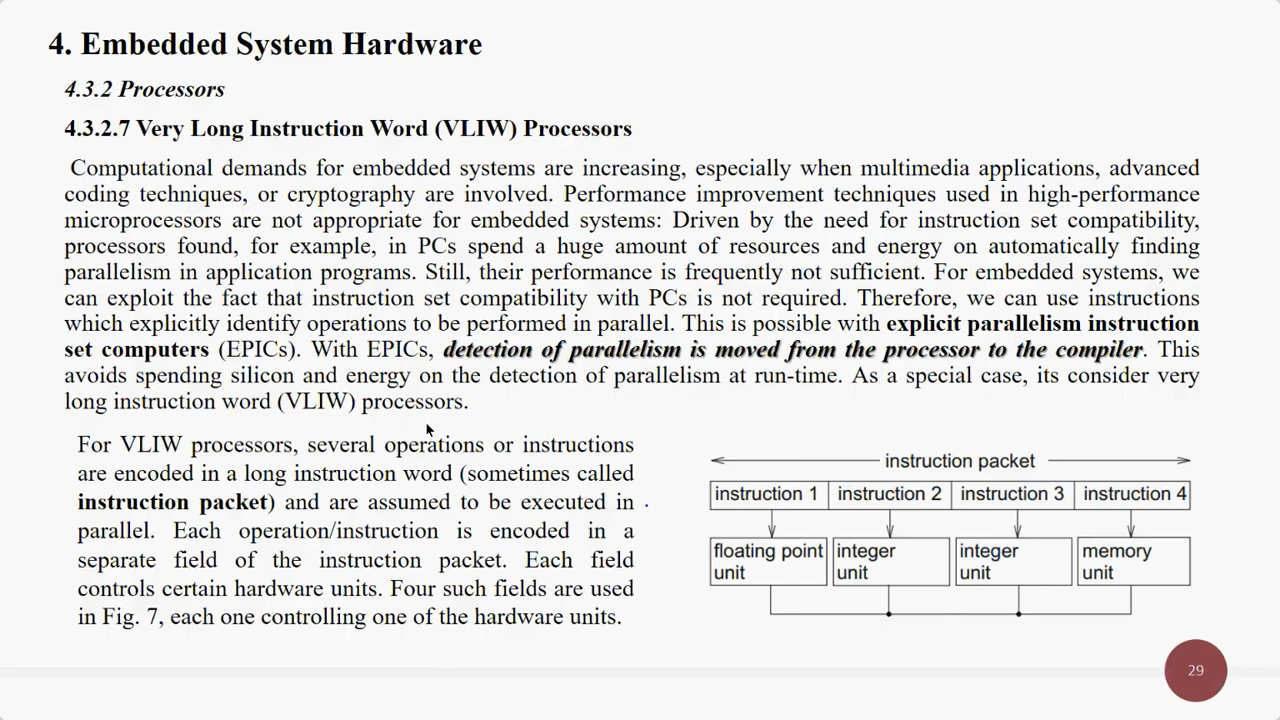 4. Embedded System Hardware
4.3.2 Processors
4.3.2.7 Very Long Instruction Word (VLIW) Processors
Computational demands for embedded systems are increasing, especially when multimedia applications, advanced
coding techniques, or cryptography are involved. Performance improvement techniques used in high-performance
microprocessors are not appropriate for embedded systems: Driven by the need for instruction set compatibility,
processors found, for example, in PCs spend a huge amount of resources and energy on automatically finding
parallelism in application programs. Still, their performance is frequently not sufficient. For embedded systems, we
can exploit the fact that instruction set compatibility with PCs is not required. Therefore, we can use instructions
which explicitly identify operations to be performed in parallel. This is possible with explicit parallelism instruction
set computers (EPICs). With EPICs, detection of parallelism is moved from the processor to the compiler. This
avoids spending silicon and energy on the detection of parallelism at run-time. As a special case, its consider very
long instruction word (VLIW) processors.
For VLIW processors, several operations or instructions
are encoded in a long instruction word (sometimes called
instruction packet) and are assumed to be executed in
parallel. Each operation/instruction is encoded in a
separate field of the instruction packet. Each field
controls certain hardware units. Four such fields are used
in Fig. 7, each one controlling one of the hardware units.
instruction packet
instruction 1 instruction 2 instruction 3 instruction 4
floating point integer integer memory
unit unit unit unit
29